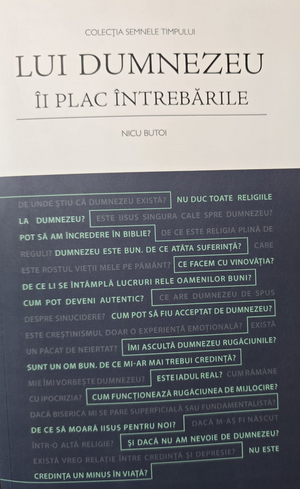 COLECȚIA SEMNELE TIMPULUI
LUI DUMNEZEU
ÎI PLAC ÎNTREBĂRILE
NICU BUTOI
DE UNDE ȘTIU CĂ DUMNEZEU EXISTĂ? NU DUC TOATE RELIGIILE
LA DUMNEZEU? ESTE IISUS SINGURA CALE SPRE DUMNEZEU?
POT SĂ AM ÎNCREDERE ÎN BIBLIE? DE CE ESTE RELIGIA PLINĂ DE
REGULI? DUMNEZEU ESTE BUN. DE CE ATÂTA SUFERINȚĂ? CARE
ESTE ROSTUL VIEȚII MELE PE PĂMÂNT? CE FACEM CU VINOVĂȚIA?
DE CE LI SE ÎNTÂMPLĂ LUCRURI RELE OAMENILOR BUNI?
CUM POT DEVENI AUTENTIC? CE ARE DUMNEZEU DE SPUS
DESPRE SINUCIDERE? CUM POT SĂ FIU ACCEPTAT DE DUMNEZEU?
ESTE CREȘTINISMUL DOAR O EXPERIENȚĂ EMOȚIONALĂ? EXISTĂ
UN PĂCAT DE NEIERTAT? ÎMI ASCULTĂ DUMNEZEU RUGĂCIUNILE?
SUNT UN OM BUN. DE CE MI-AR MAI TREBUI CREDINȚĂ?
MIE ÎMI VORBEȘTE DUMNEZEU? ESTE IADUL REAL? CUM RĂMÂNE
CU IPOCRIZIA? CUM FUNCȚIONEAZĂ RUGĂCIUNEA DE MIJLOCIRE?
DACĂ BISERICA MI SE PARE SUPERFICIALĂ SAU FUNDAMENTALISTĂ?
DE CE SĂ MOARĂ IISUS PENTRU NOI? DACĂ M-AȘ FI NĂSCUT
ÎNTR-O ALTĂ RELIGIE? ȘI DACĂ NU AM NEVOIE DE DUMNEZEU?
EXISTĂ VREO RELAȚIE ÎNTRE CREDINȚĂ ȘI DEPRESIE? NU ESTE
CREDINȚA UN MINUS ÎN VIAȚĂ?